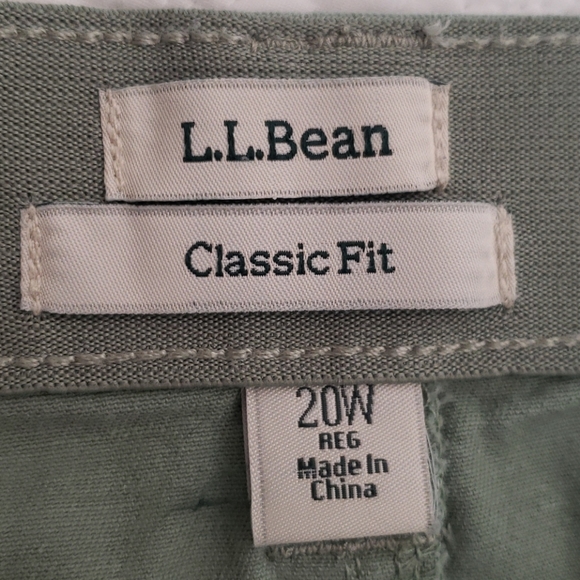 L.L.Bean
Classic Fit
20W
REG
Made In
China